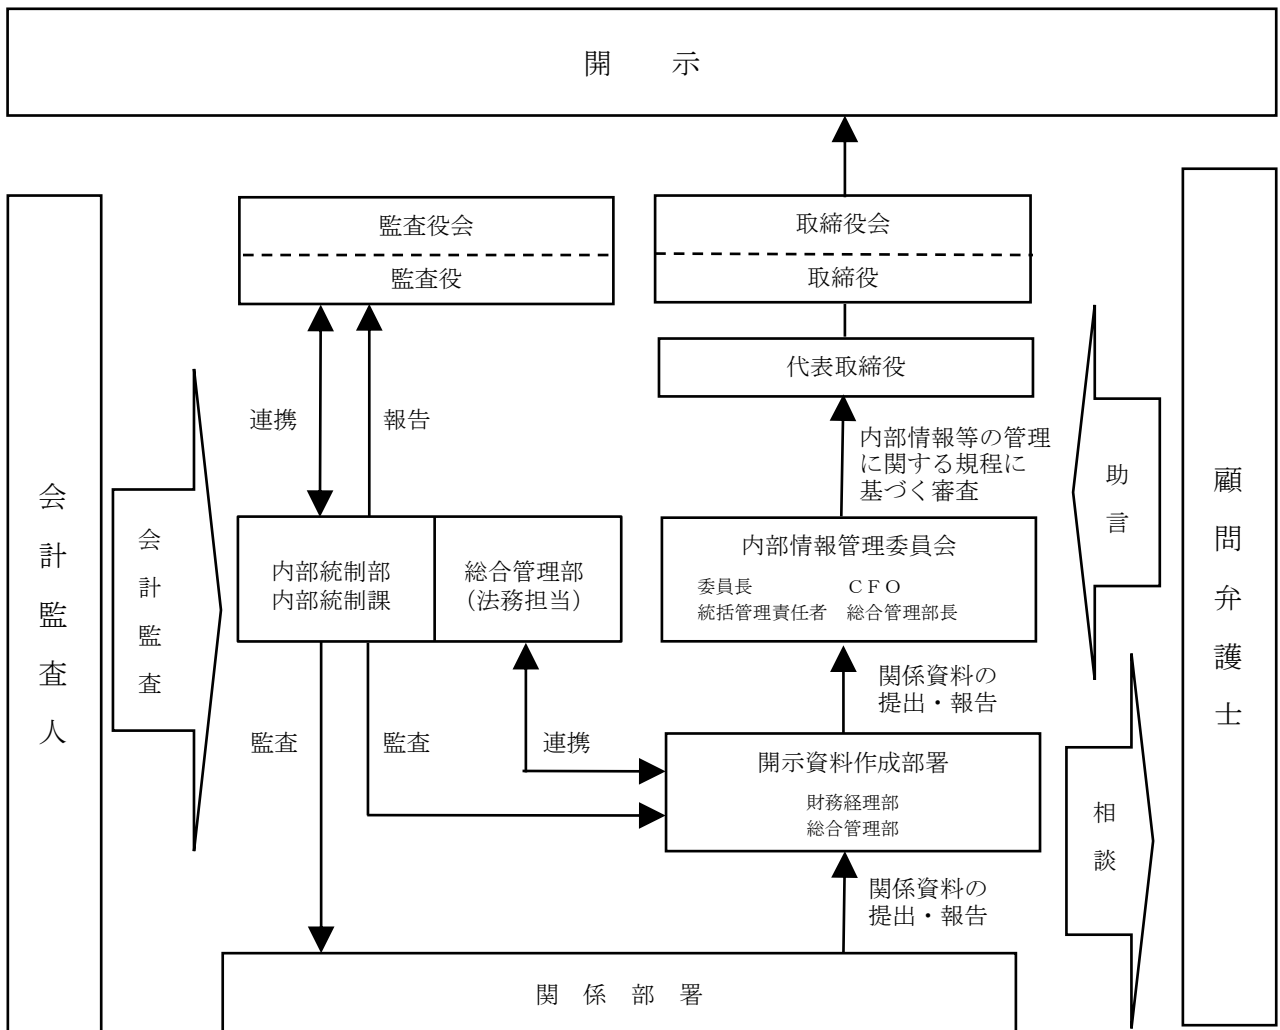 開　示
監査役会
監査役
取締役会
取締役
代表取締役
連携
報告
内部情報等の管理
に関する規程に
基づく審査
会計監査人
会計監査
助言
顧問弁護士
内部統制部
内部統制課
総合管理部
（法務担当）
内部情報管理委員会
委員長　ＣＦＯ
統括管理責任者　総合管理部長
関係資料の
提出・報告
監査
監査
連携
開示資料作成部署
財務経理部
総合管理部
相談
関係資料の
提出・報告
関 係 部 署